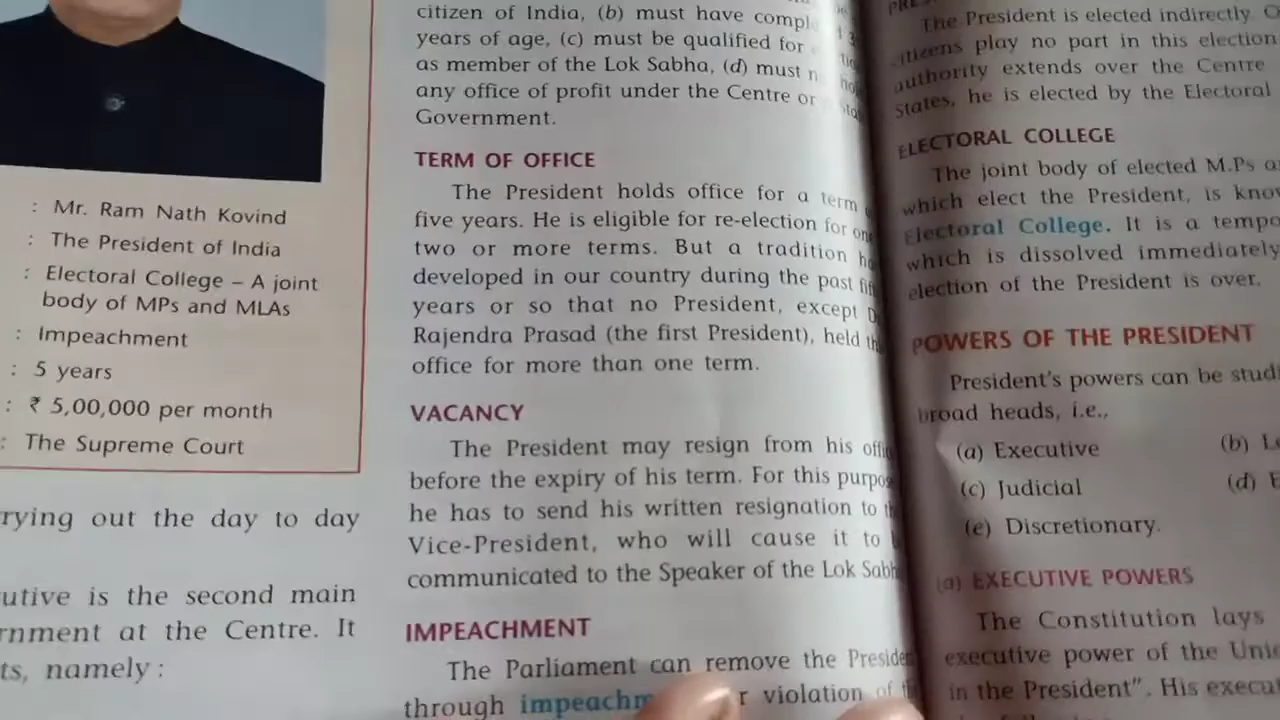 : Mr. Ram Nath Kovind
: The President of India
: Electoral College – A joint
body of MPs and MLAs
: Impeachment
: 5 years
: ₹ 5,00,000 per month
: The Supreme Court
out the day to day
is the second main
at the Centre. It
namely :
citizen of India, (b) must have
years of age, (c) must be qualified for
as member of the Lok Sabha, (d) must
any office of profit under the Centre or
Government.
TERM OF OFFICE
The President holds office for a term
five years. He is eligible for re-election for
two or more terms. But a tradition
developed in our country during the past
years or so that no President, except
Rajendra Prasad (the first President), held
office for more than one term.
VACANCY
The President may resign from his
before the expiry of his term. For this
he has to send his written resignation to
Vice-President, who will cause it to
communicated to the Speaker of the Lok
IMPEACHMENT
The Parliament can remove the
through violation of
The President is elected indirectly.
play no part in this election
authority extends over the Centre
States, he is elected by the Electoral
ELECTORAL COLLEGE
The joint body of elected M.Ps
which elect the President, is
Electoral College. It is a
which is dissolved immediately
election of the President is over.
POWERS OF THE PRESIDENT
President's powers can be
broad heads, i.e.,
(a) Executive (b)
(c) Judicial (d)
(e) Discretionary.
(a) EXECUTIVE POWERS
The Constitution lays
executive power of the
in the President". His